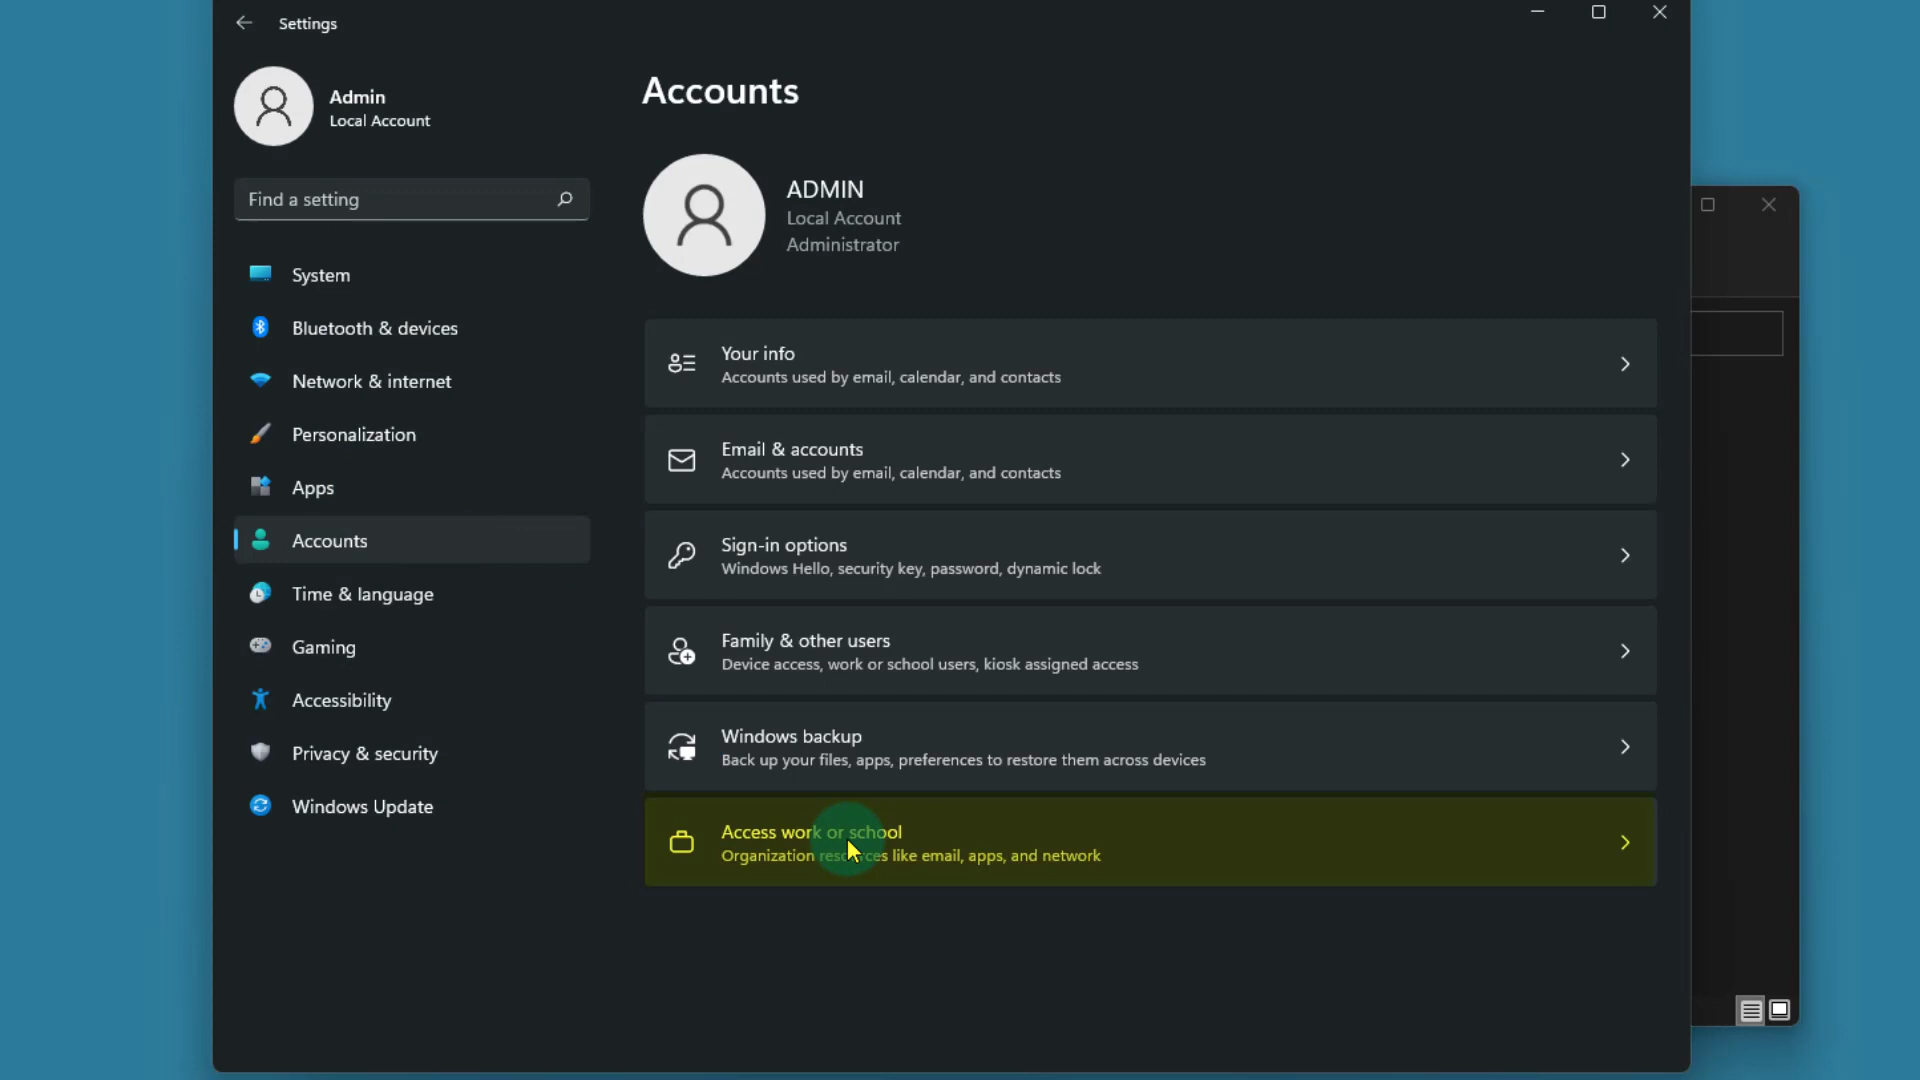 Settings
Admin
Local Account
Find a setting
System
Bluetooth & devices
Network & internet
Personalization
Apps
Accounts
Time & language
Gaming
Accessibility
Privacy & security
Windows Update
Accounts
ADMIN
Local Account
Administrator
Your info
Accounts used by email, calendar, and contacts
Email & accounts
Accounts used by email, calendar, and contacts
Sign-in options
Windows Hello, security key, password, dynamic lock
Family & other users
Device access, work or school users, kiosk assigned access
Windows backup
Back up your files, apps, preferences to restore them across devices
Access work or school
Organization resources like email, apps, and network